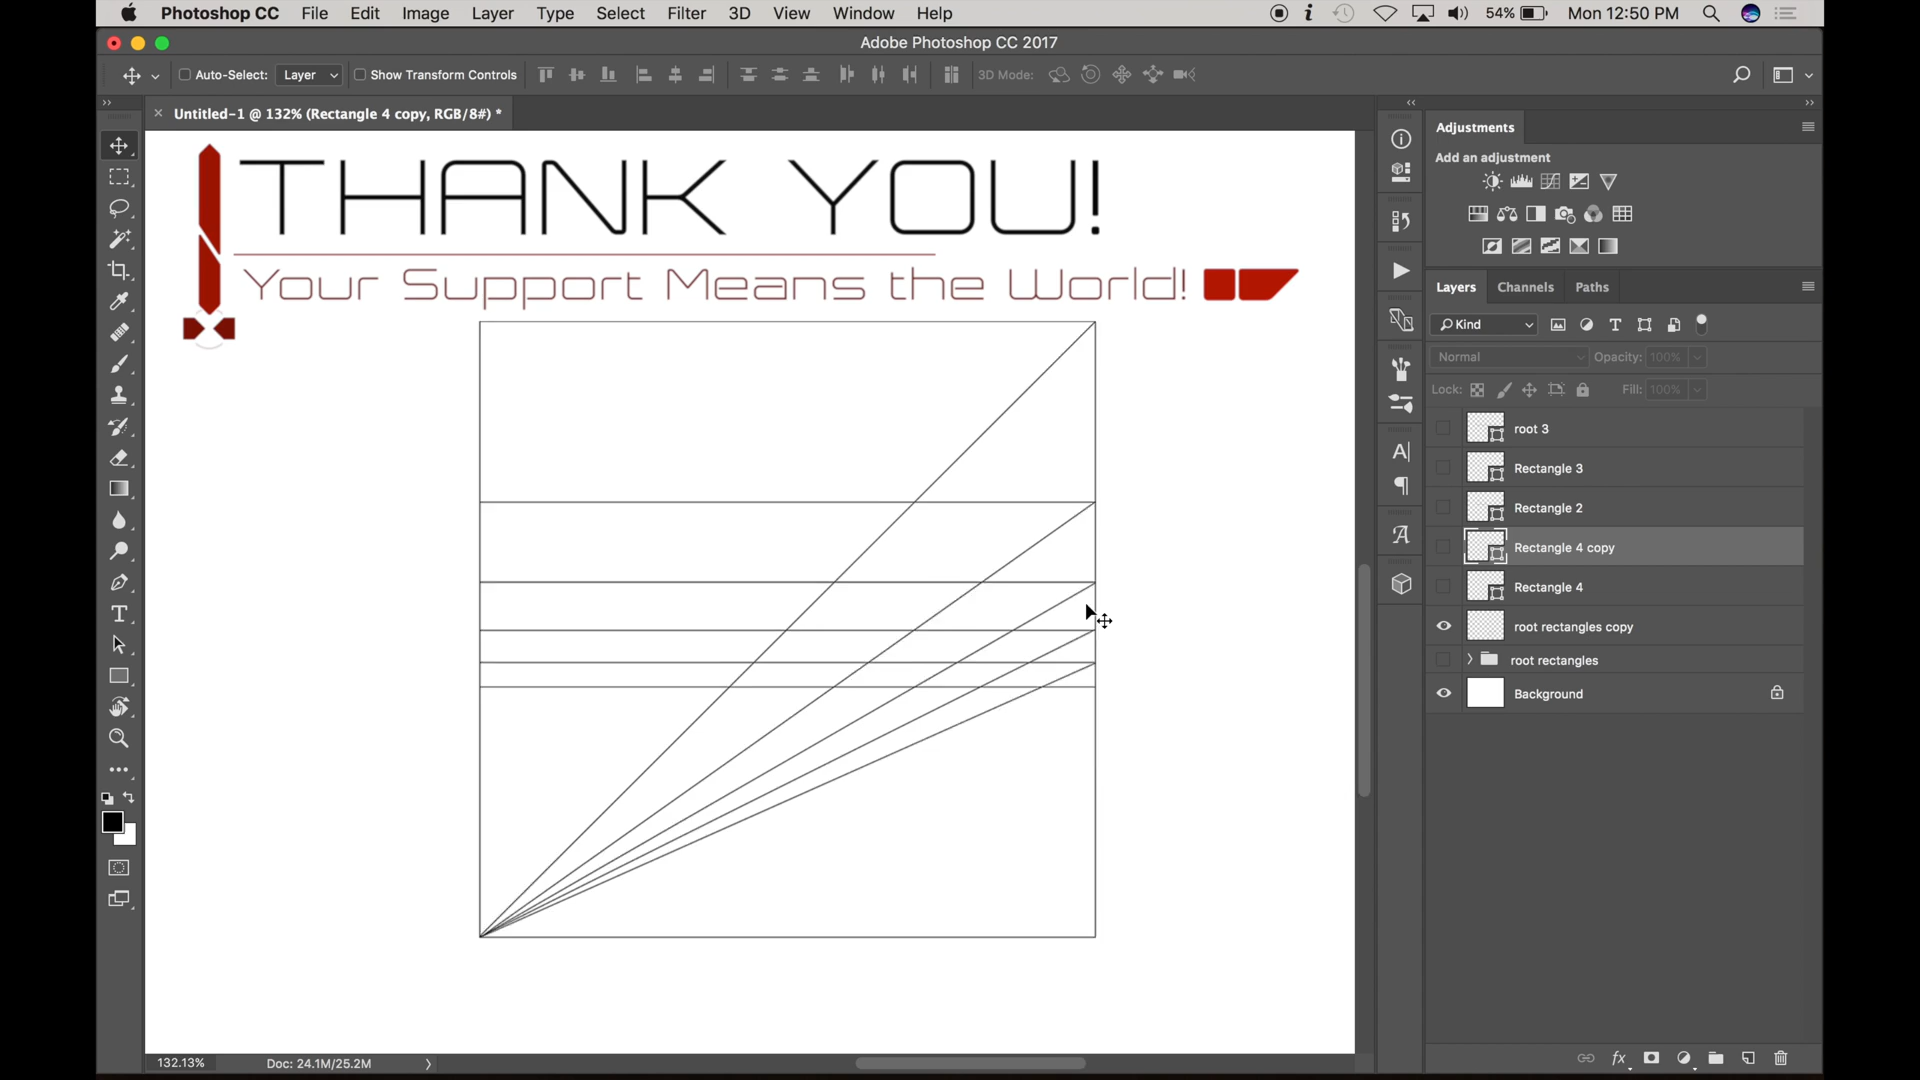 Photoshop CC File Edit Image Layer Type Select Filter 3D View Window Help 54% Mon 12:50 PM
Adobe Photoshop CC 2017
Auto-Select: Layer Show Transform Controls 3D Mode:
Untitled-1 @ 132% (Rectangle 4 copy, RGB/8#) *
THANK YOU!
Your Support Means the World!
Adjustments
Add an adjustment
Layers Channels Paths
Kind
Normal Opacity: 100%
Lock: Fill: 100%
root 3
Rectangle 3
Rectangle 2
Rectangle 4 copy
Rectangle 4
root rectangles copy
root rectangles
Background
132.13% Doc: 24.1M/25.2M